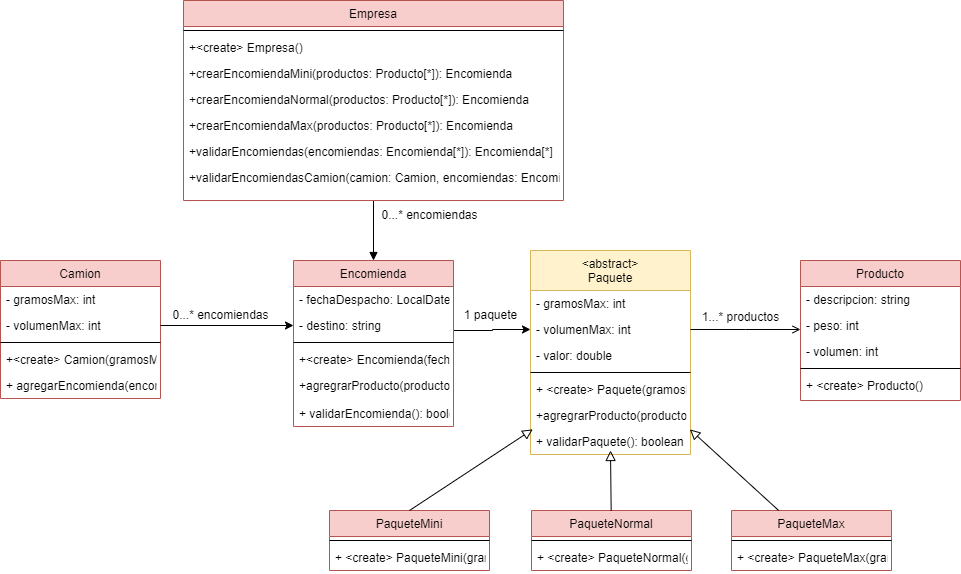 Empresa
+<create> Empresa()
+crearEncomiendaMini(productos: Producto[*]): Encomienda
+crearEncomiendaNormal(productos: Producto[*]): Encomienda
+crearEncomiendaMax(productos: Producto[*]): Encomienda
+validarEncomiendas(encomiendas: Encomienda[*]): Encomienda[*]
+validarEncomiendasCamion(camion: Camion, encomiendas: Encomi
0...* encomiendas
Camion
- gramosMax: int
- volumenMax: int
+<create> Camion(gramosM
+ agregarEncomienda(encor
0...* encomiendas
Encomienda
- fechaDespacho: LocalDate
- destino: string
+<create> Encomienda(fech
+agregrarProducto(producto
+ validarEncomienda(): bool
1 paquete
<abstract>
Paquete
- gramosMax: int
- volumenMax: int
- valor: double
+ <create> Paquete(gramosl
+agregrarProducto(producto
+ validarPaquete(): boolean
1...* productos
Producto
- descripcion: string
- peso: int
- volumen: int
+ <create> Producto()
PaqueteMini
+ <create> PaqueteMini(gra
PaqueteNormal
+ <create> PaqueteNormal(g
PaqueteMax
+ <create> PaqueteMax(gra